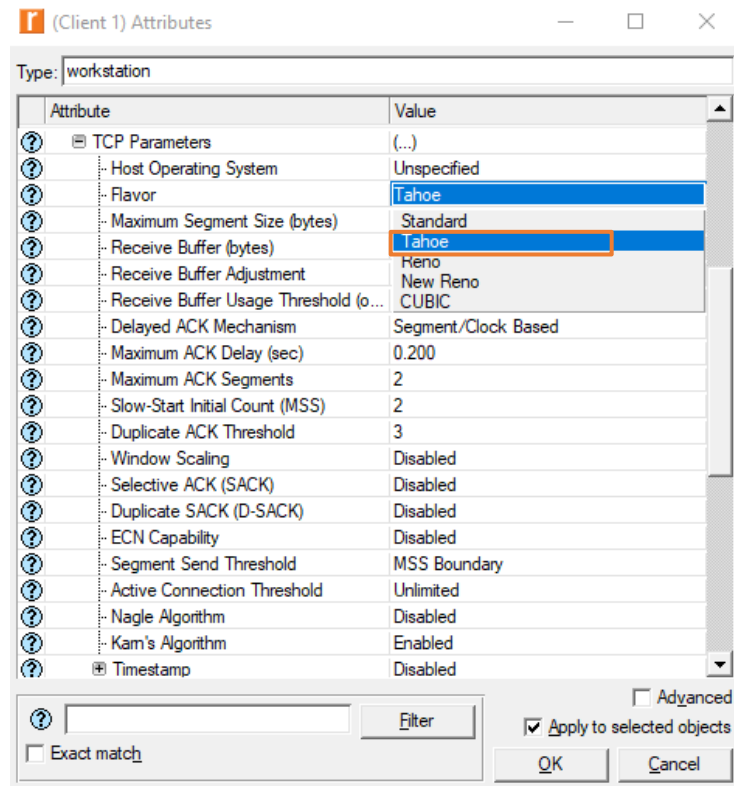 (Client 1) Attributes
Type: workstation
Attribute Value
TCP Parameters (...)
Host Operating System Unspecified
Flavor Tahoe
Maximum Segment Size (bytes) Standard
Receive Buffer (bytes) Tahoe
Receive Buffer Adjustment Reno
New Reno
Receive Buffer Usage Threshold (o... CUBIC
Delayed ACK Mechanism Segment/Clock Based
Maximum ACK Delay (sec) 0.200
Maximum ACK Segments 2
Slow-Start Initial Count (MSS) 2
Duplicate ACK Threshold 3
Window Scaling Disabled
Selective ACK (SACK) Disabled
Duplicate SACK (D-SACK) Disabled
ECN Capability Disabled
Segment Send Threshold MSS Boundary
Active Connection Threshold Unlimited
Nagle Algorithm Disabled
Karn's Algorithm Enabled
Timestamp Disabled
Advanced
Filter
Apply to selected objects
Exact match
OK Cancel